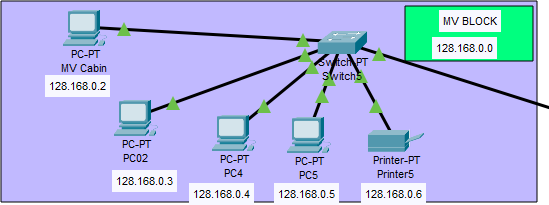 MV BLOCK
128.168.0.0
Switch-PT
Switch5
PC-PT
MV Cabin
128.168.0.2
PC-PT
PC02
128.168.0.3
PC-PT
PC4
128.168.0.4
PC-PT
PC5
128.168.0.5
Printer-PT
Printer5
128.168.0.6